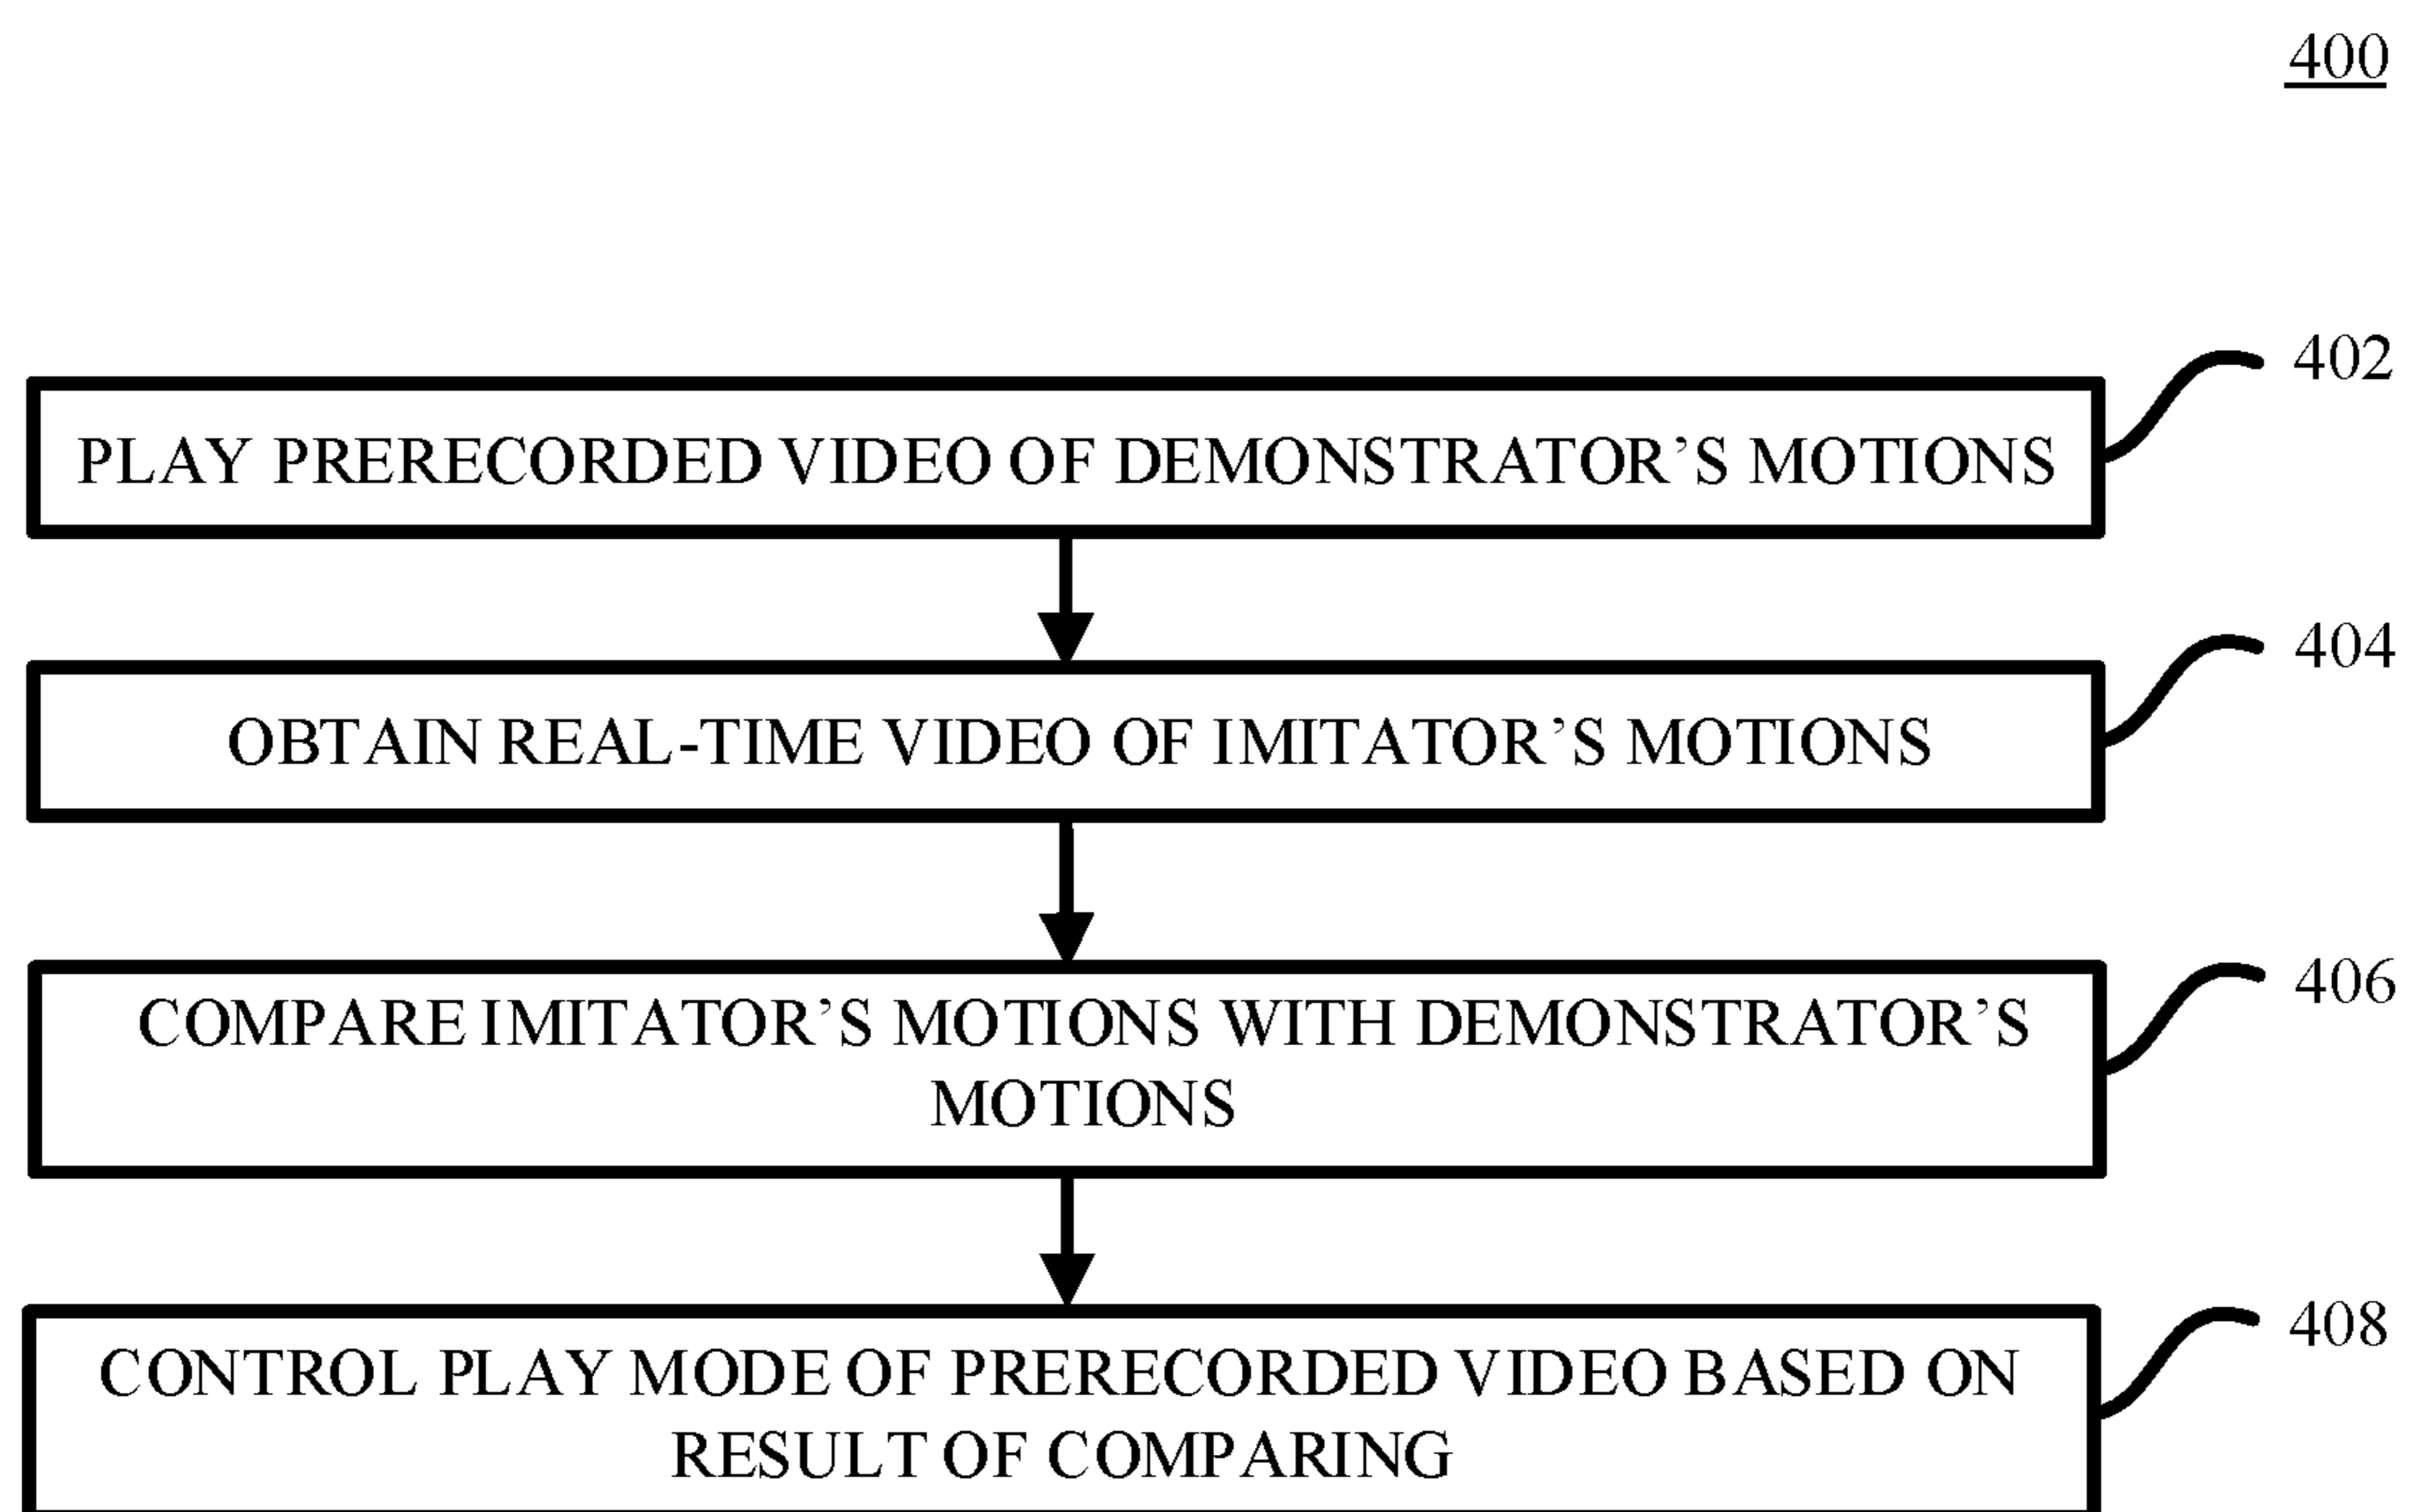 400
402
PLAY PRERECORDED VIDEO OF DEMONSTRATOR’S MOTIONS
404
OBTAIN REAL-TIME VIDEO OF IMITATOR’S MOTIONS
406
COMPARE IMITATOR’S MOTIONS WITH DEMONSTRATOR’S
MOTIONS
408
CONTROL PLAY MODE OF PRERECORDED VIDEO BASED ON
RESULT OF COMPARING